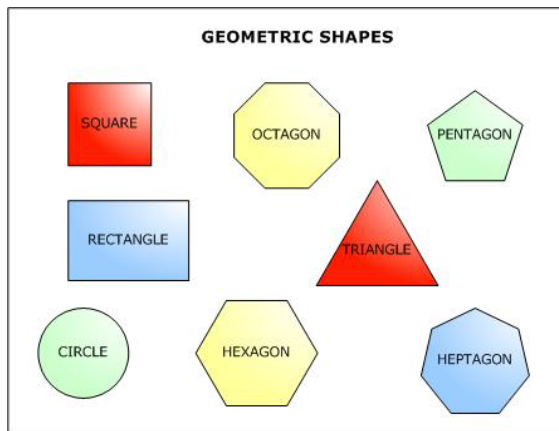 GEOMETRIC SHAPES
SQUARE
OCTAGON
PENTAGON
RECTANGLE
TRIANGLE
CIRCLE
HEXAGON
HEPTAGON